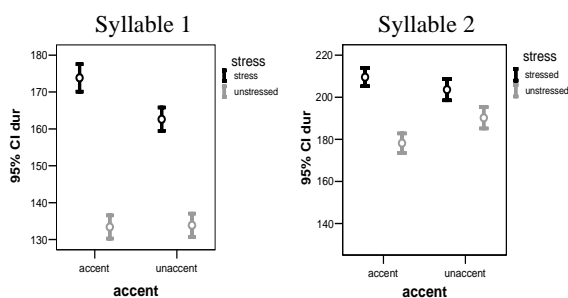 Syllable 1
stress
stress
unstressed
180
170
160
150
140
130
95% CI dur
accent
unaccent
accent
Syllable 2
stress
stressed
unstressed
220
200
180
160
140
95% CI dur
accent
unaccent
accent